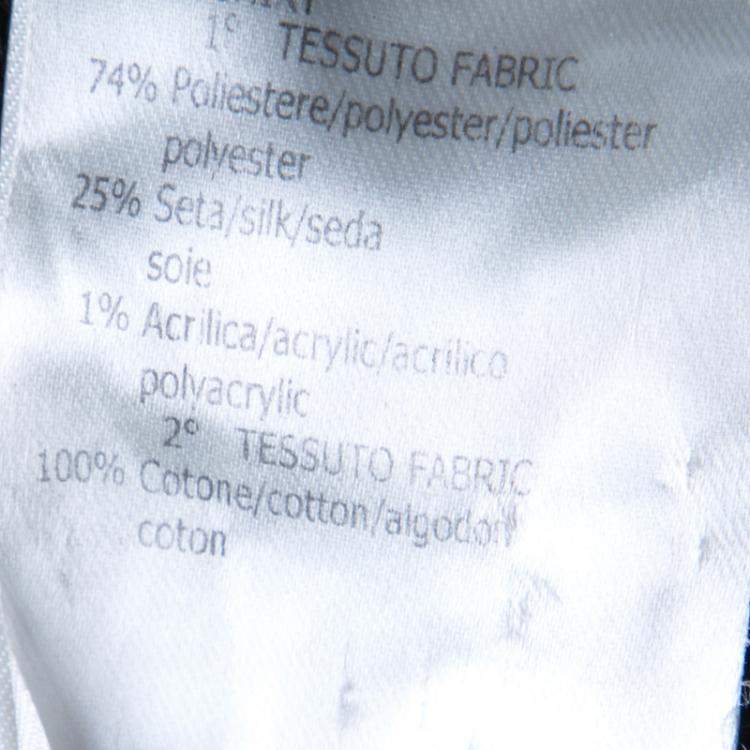 1° TESSUTO FABRIC
74% Poliestere/polyester/poliester
polyester
25% Seta/silk/seda
soie
1% Acrilica/acrylic/acrilico
polyacrylic
2° TESSUTO FABRIC
100% Cotone/cotton/algodon
coton